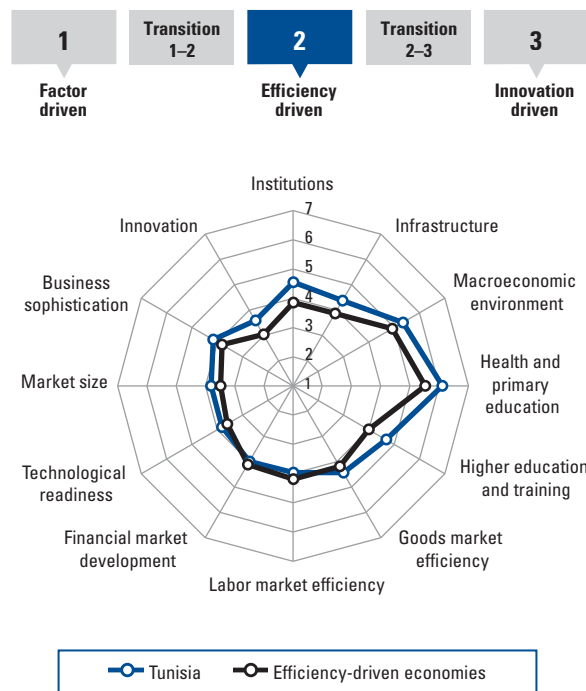 1
Transition
1–2
2
Transition
2–3
3
Factor
driven
Efficiency
driven
Innovation
driven
Institutions
Innovation
7
Infrastructure
6
Business
sophistication
5
Macroeconomic
environment
4
3
2
Market size
1
Health and
primary
education
Technological
readiness
Higher education
and training
Financial market
development
Goods market
efficiency
Labor market efficiency
Tunisia
Efficiency-driven economies